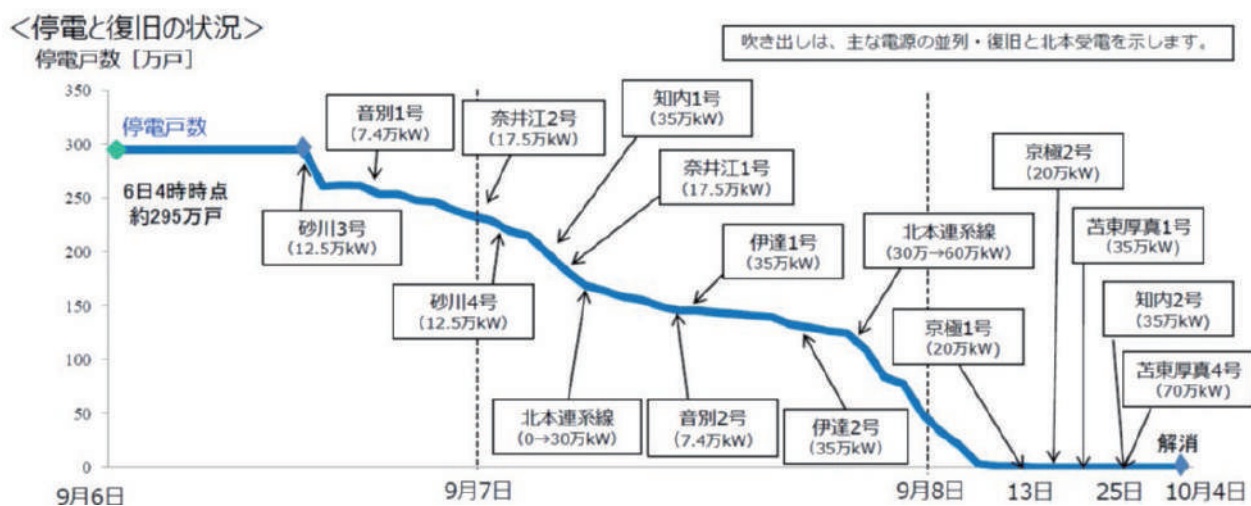 <停電と復旧の状況>
停電戸数 [万戸]
吹き出しは、主な電源の並列・復旧と北本受電を示します。
350
300
250
200
150
100
50
0
停電戸数
6日4時時点
約295万戸
砂川3号
(12.5万kW)
音別1号
(7.4万kW)
奈井江2号
(17.5万kW)
砂川4号
(12.5万kW)
知内1号
(35万kW)
奈井江1号
(17.5万kW)
北本連系線
(0→30万kW)
伊達1号
(35万kW)
音別2号
(7.4万kW)
北本連系線
(30万→60万kW)
伊達2号
(35万kW)
京極1号
(20万kW)
京極2号
(20万kW)
苫東厚真1号
(35万kW)
知内2号
(35万kW)
苫東厚真4号
(70万kW)
解消
9月6日
9月7日
9月8日
13日
25日
10月4日